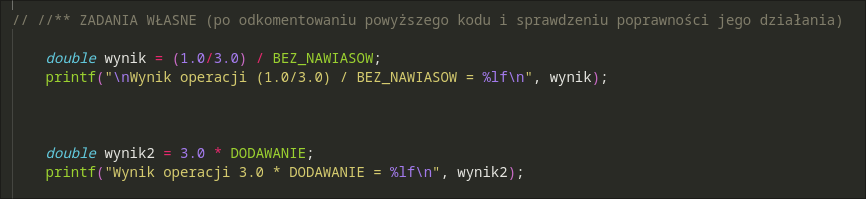 // //** ZADANIA WŁASNE (po odkomentowaniu powyższego kodu i sprawdzeniu poprawności jego działania)
double wynik = (1.0/3.0) / BEZ_NAWIASOW;
printf("\nWynik operacji (1.0/3.0) / BEZ_NAWIASOW = %lf\n", wynik);
double wynik2 = 3.0 * DODAWANIE;
printf("Wynik operacji 3.0 * DODAWANIE = %lf\n", wynik2);